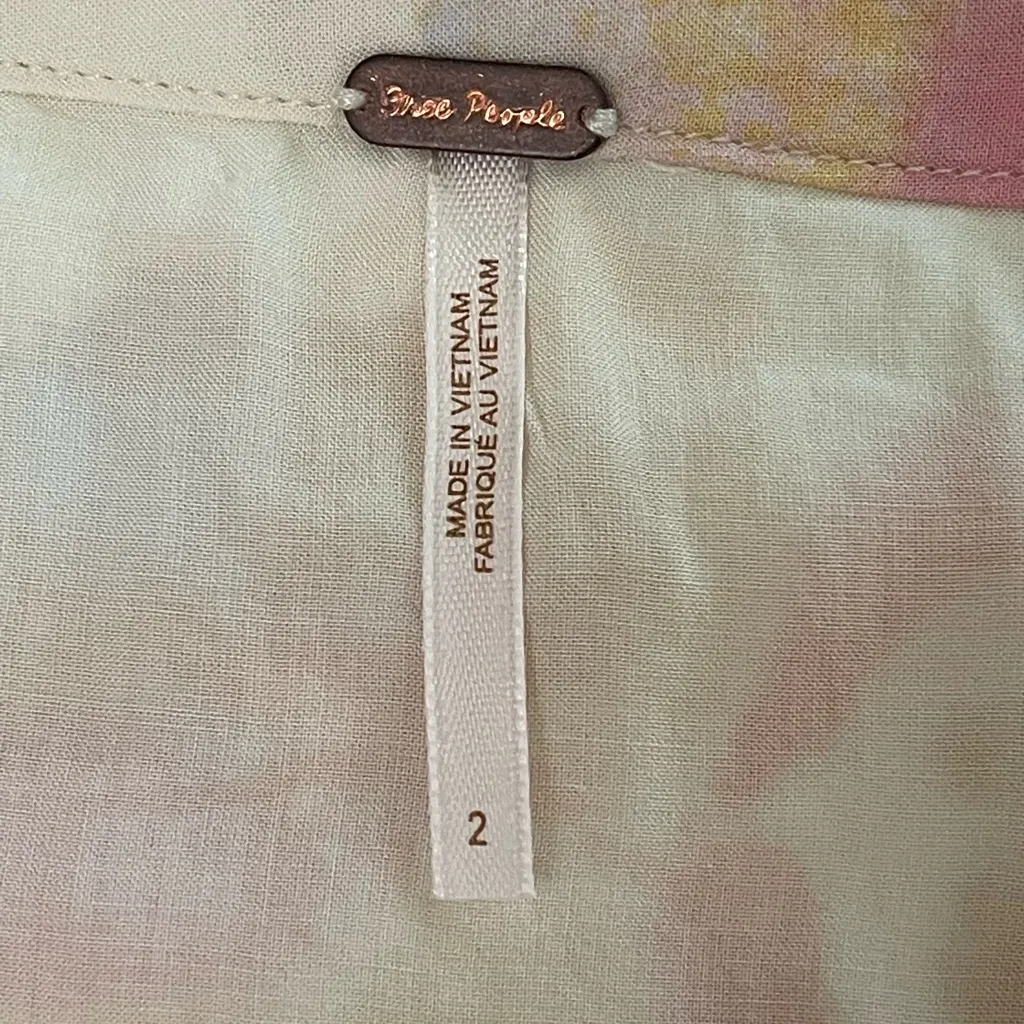 Free People
MADE IN VIETNAM
FABRIQUÉ AU VIETNAM
2